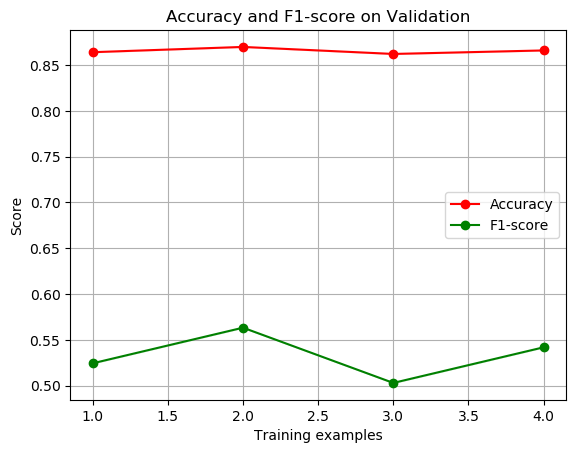 Accuracy and F1-score on Validation
Score
0.85
0.80
0.75
0.70
0.65
0.60
0.55
0.50
Accuracy
F1-score
1.0 1.5 2.0 2.5 3.0 3.5 4.0
Training examples